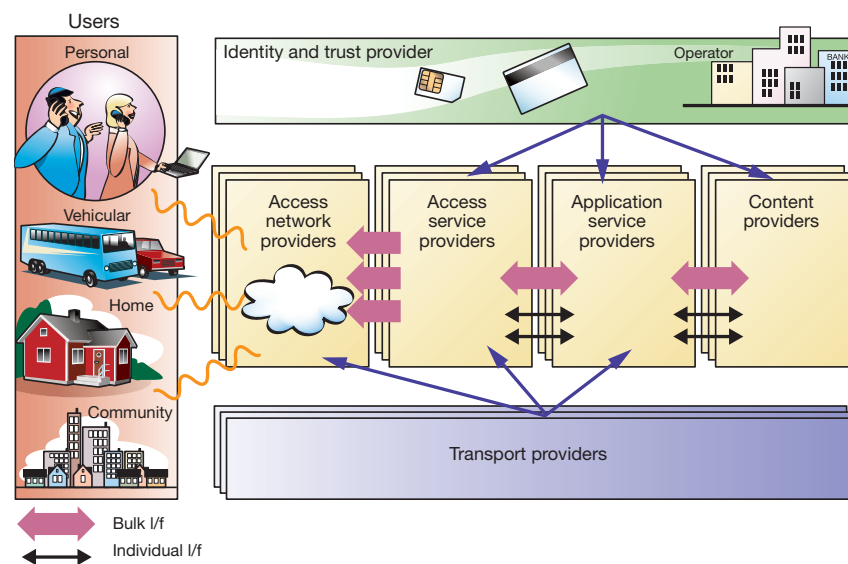 Users
Personal
Vehicular
Home
Community
Identity and trust provider
Operator
BANK
Access
network
providers
Access
service
providers
Application
service
providers
Content
providers
Transport providers
Bulk I/f
Individual I/f